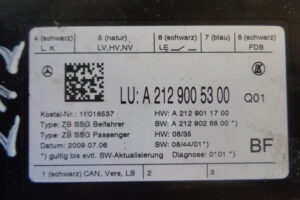 4 (schwarz) 5 (natur) 6 (schwarz) 7 (blau) 8 (schwarz)
L. K LV,HV,NV LE FDS
LU: A 212 900 53 00 Q01
Kostal-Nr.: 10016537 HW: A 212 901 17 00
Type: ZB SSG Beifahrer SW: A 212 902 88 00 *)
Type: ZB SSG Passenger HW: 08/35
Date: 2009.07.06 SW: 08/44/01*)
*) gultig bis evtl. SW-Aktualisierung Diagnose: 0*01 *) BF
1 (schwarz) CAN, Vers, LS 2 3